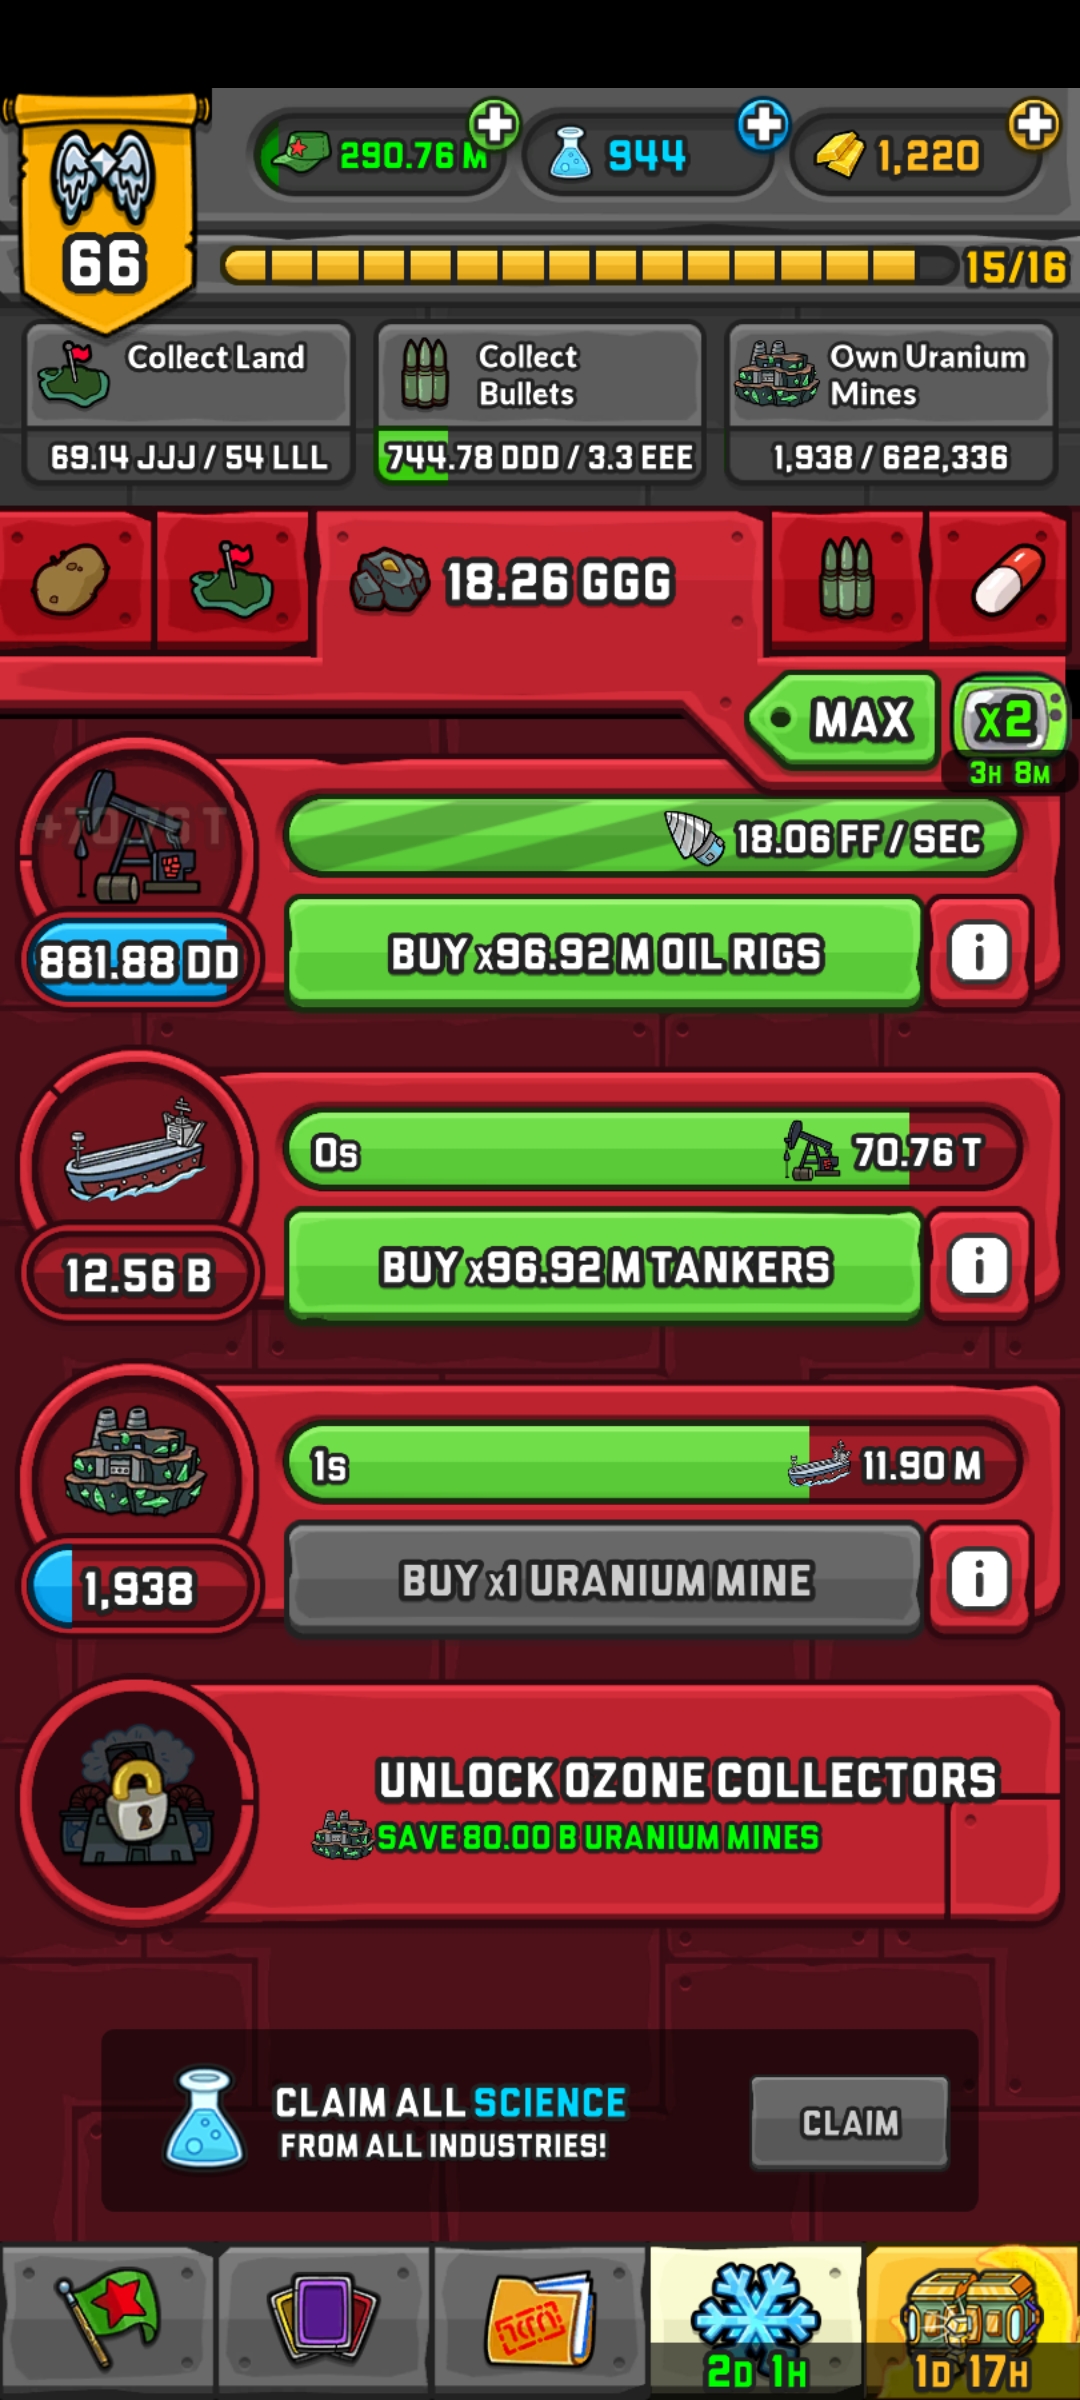 290.76 M
944
1,220
66
15/16
Collect Land
69.14 JJJ / 54 LLL
Collect
Bullets
744.78 DDD / 3.3 EEE
Own Uranium
Mines
1,938 / 622,336
18.26 GGG
MAX
x2
3H 8M
+70.76 T
18.06 FF / SEC
881.88 DD
BUY x96.92 M OIL RIGS
i
0s
70.76 T
12.56 B
BUY x96.92 M TANKERS
i
1s
11.90 M
1,938
BUY x1 URANIUM MINE
i
UNLOCK OZONE COLLECTORS
SAVE 80.00 B URANIUM MINES
CLAIM ALL SCIENCE
FROM ALL INDUSTRIES!
CLAIM
2D 1H
1D 17H